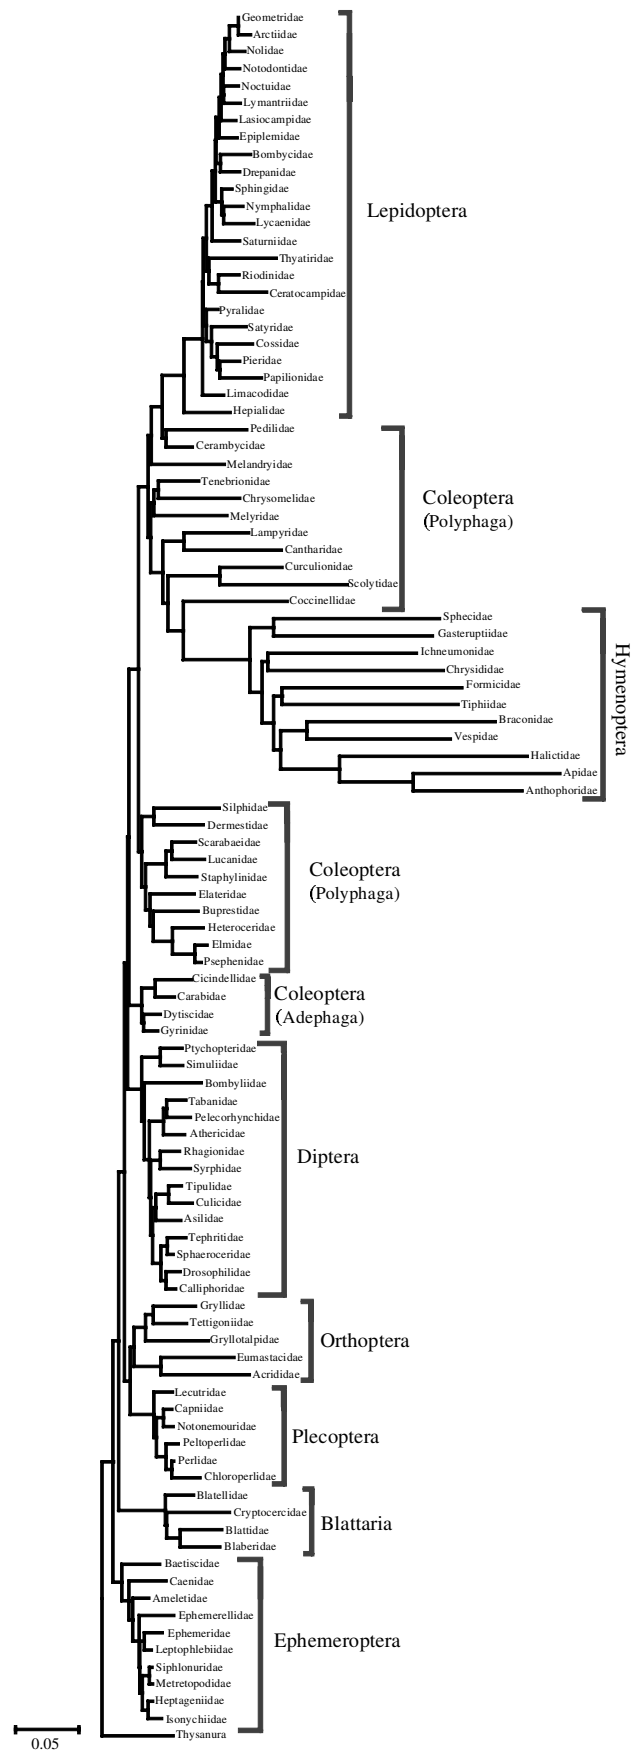 Geometridae
Arctiidae
Nolidae
Notodontidae
Noctuidae
Lymantriidae
Lasiocampidae
Epiplemidae
Bombycidae
Drepanidae
Sphingidae
Nymphalidae
Lycaenidae
Saturniidae
Thyatiridae
Riodinidae
Ceratocampidae
Pyralidae
Satyridae
Cossidae
Pieridae
Papilionidae
Limacodidae
Hepialidae
Lepidoptera
Pedilidae
Cerambycidae
Melandryidae
Tenebrionidae
Chrysomelidae
Melyridae
Lampyridae
Cantharidae
Curculionidae
Scolytidae
Coccinellidae
Coleoptera
(Polyphaga)
Sphecidae
Gasteruptiidae
Ichneumonidae
Chrysididae
Formicidae
Tiphiidae
Braconidae
Vespidae
Halictidae
Apidae
Anthophoridae
Hymenoptera
Silphidae
Dermestidae
Scarabaeidae
Lucanidae
Staphylinidae
Elateridae
Buprestidae
Heteroceridae
Elmidae
Psephenidae
Coleoptera
(Polyphaga)
Cicindellidae
Carabidae
Dytiscidae
Gyrinidae
Coleoptera
(Adephaga)
Ptychopteridae
Simuliidae
Bombyliidae
Tabanidae
Pelecorhynchidae
Athericidae
Rhagionidae
Syrphidae
Tipulidae
Culicidae
Asilidae
Tephritidae
Sphaeroceridae
Drosophilidae
Calliphoridae
Diptera
Gryllidae
Tettigoniidae
Gryllotalpidae
Eumastacidae
Acrididae
Orthoptera
Lecutridae
Capniidae
Notonemouridae
Peltoperlidae
Perlidae
Chloroperlidae
Plecoptera
Blatellidae
Cryptocercidae
Blattidae
Blaberidae
Blattaria
Baetiscidae
Caenidae
Ameletidae
Ephemerellidae
Ephemeridae
Leptophlebiidae
Siphlonuridae
Metretopodidae
Heptageniidae
Isonychiidae
Ephemeroptera
Thysanura
0.05